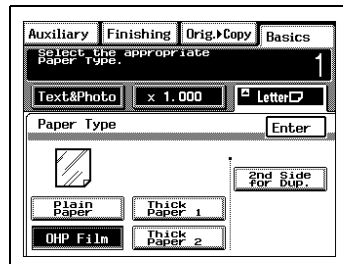 Auxiliary Finishing Orig.▸Copy Basics
Select the appropriate
Paper Type.
1
Text&Photo x 1.000 Letter
Paper Type Enter
2nd Side
for Dup.
Plain
Paper
Thick
Paper 1
OHP Film
Thick
Paper 2